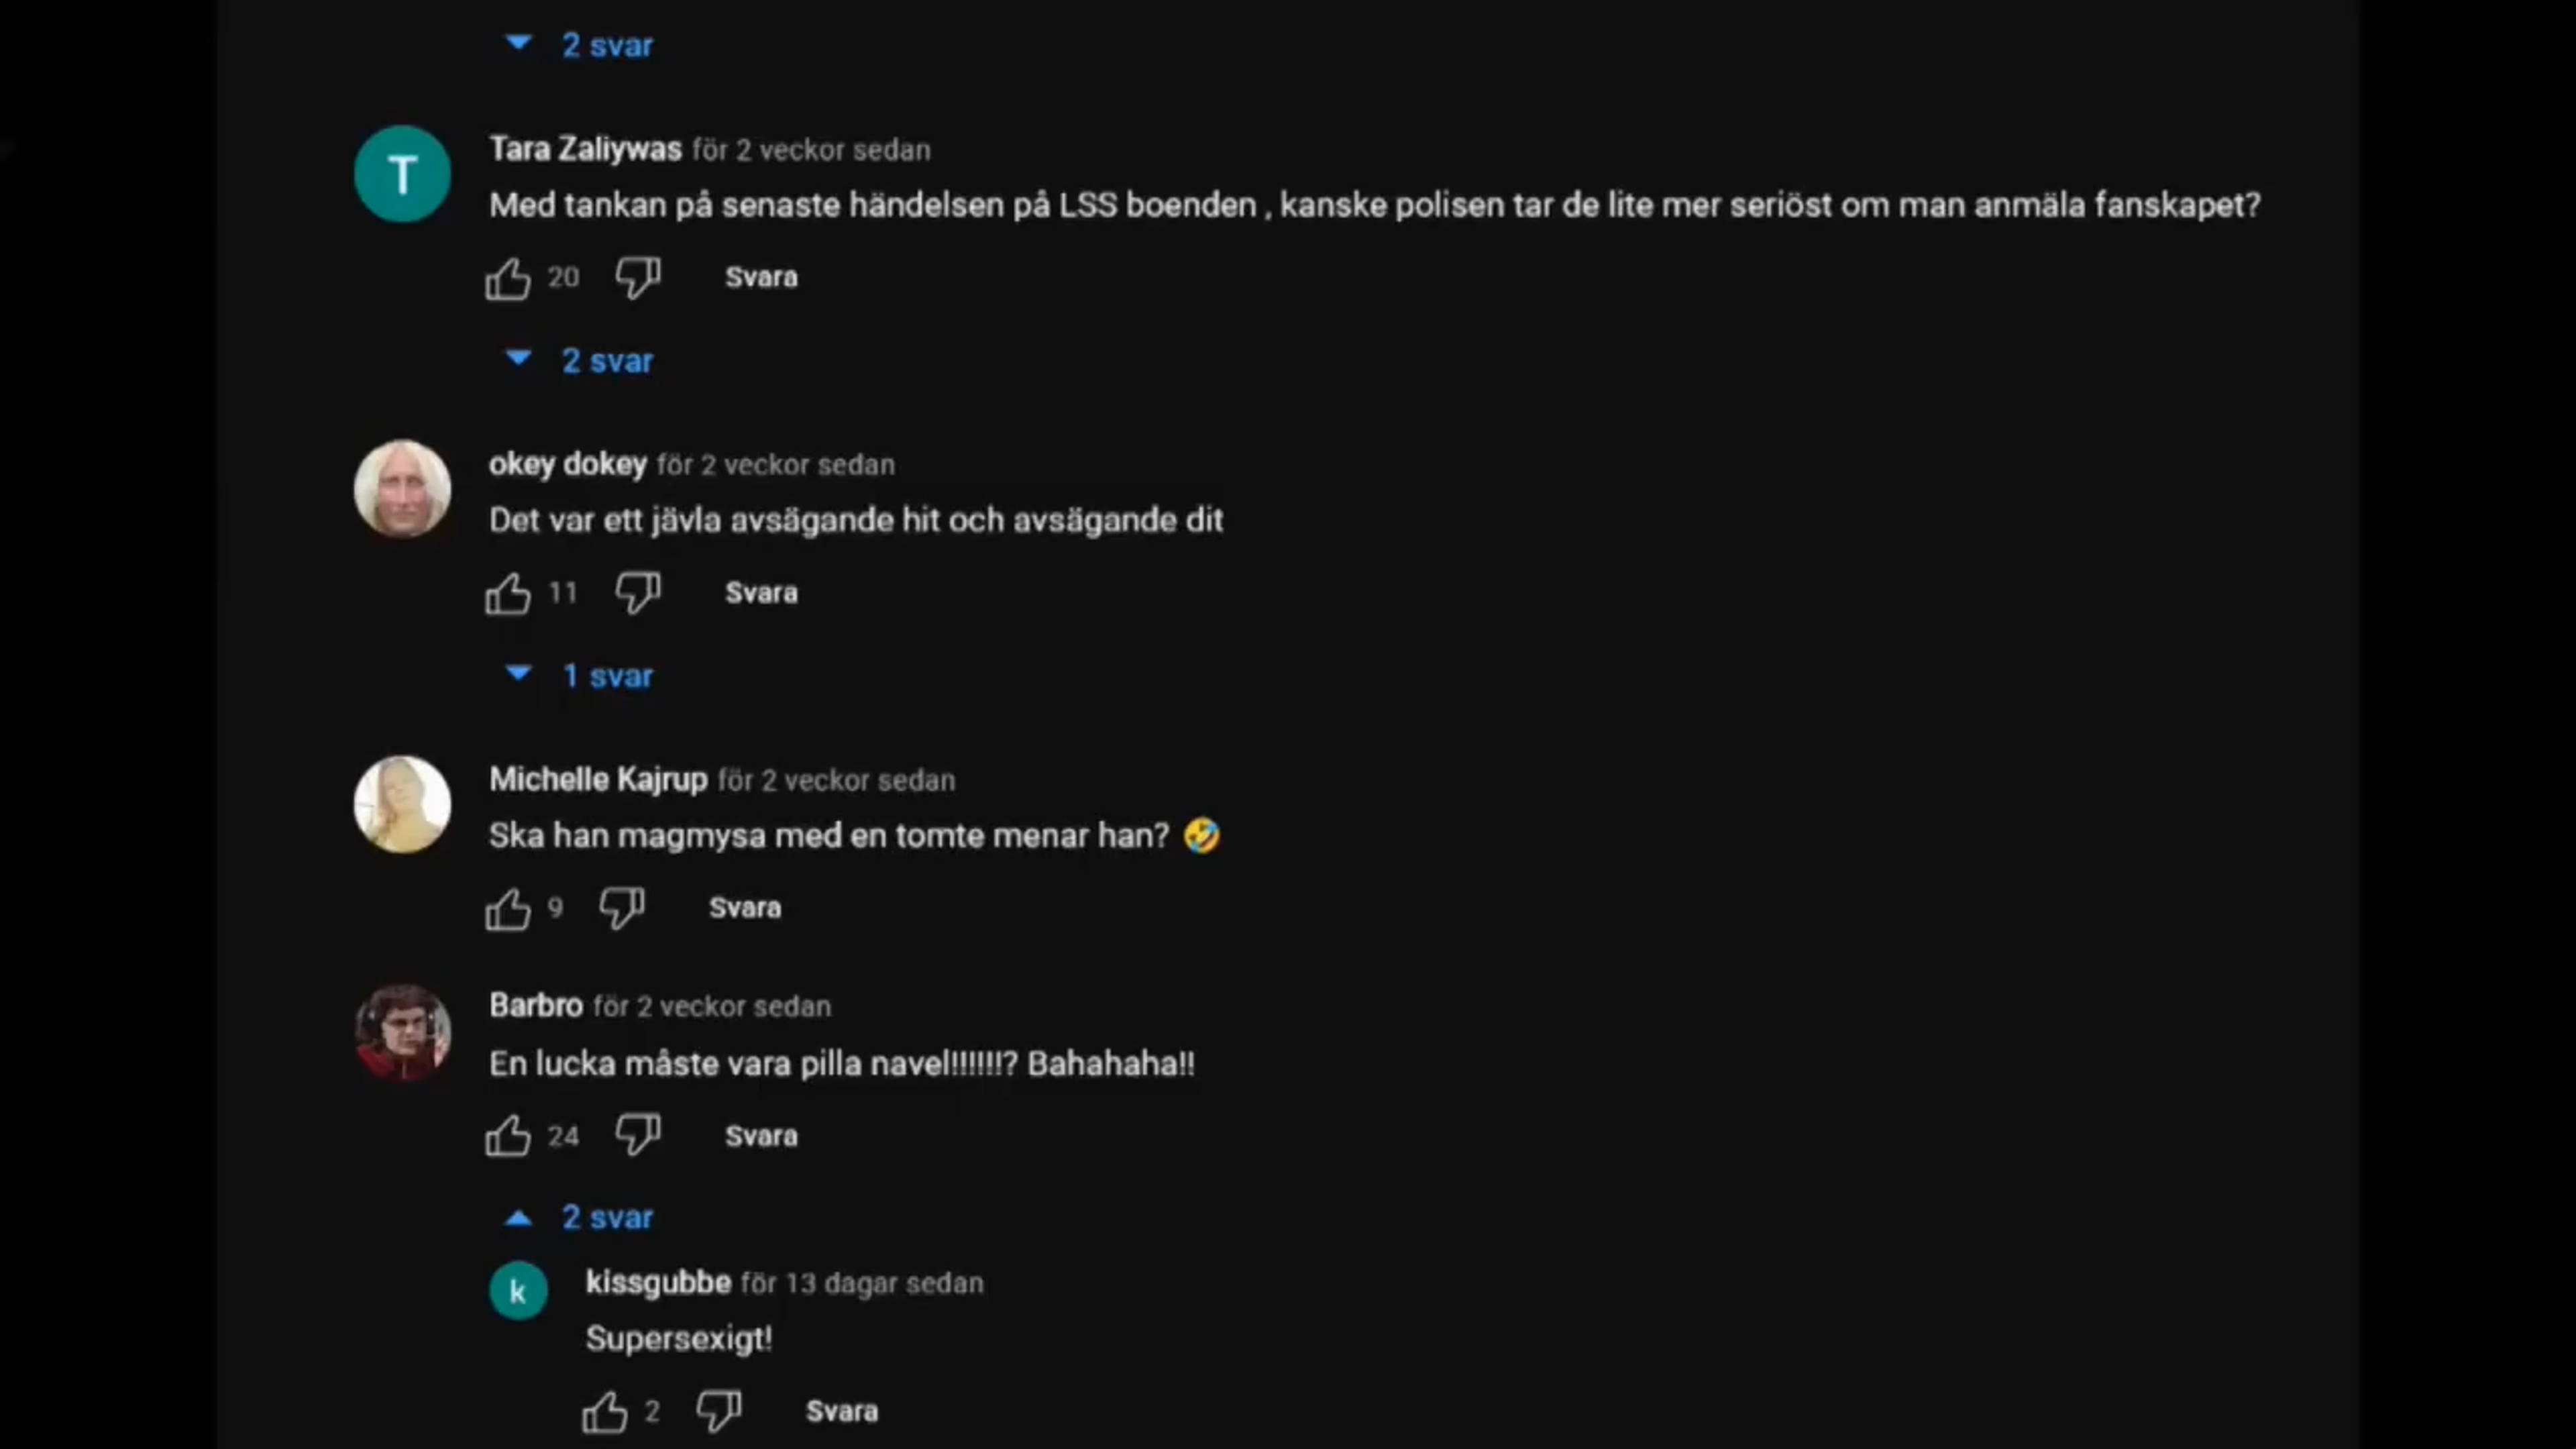 2 svar
T
Tara Zaliywas för 2 veckor sedan
Med tankan på senaste händelsen på LSS boenden , kanske polisen tar de lite mer seriöst om man anmäla fanskapet?
20 Svara
2 svar
okey dokey för 2 veckor sedan
Det var ett jävla avsägande hit och avsägande dit
11 Svara
1 svar
Michelle Kajrup för 2 veckor sedan
Ska han magmysa med en tomte menar han? 🤣
9 Svara
Barbro för 2 veckor sedan
En lucka måste vara pilla navel!!!!!!? Bahahaha!!
24 Svara
2 svar
k
kissgubbe för 13 dagar sedan
Supersexigt!
2 Svara